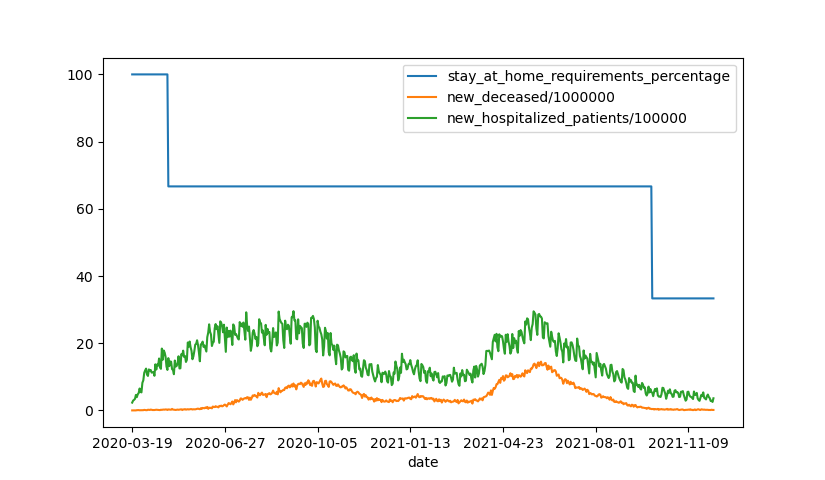 stay_at_home_requirements_percentage
new_deceased/1000000
new_hospitalized_patients/100000
100
80
60
40
20
0
2020-03-19 2020-06-27 2020-10-05 2021-01-13 2021-04-23 2021-08-01 2021-11-09
date